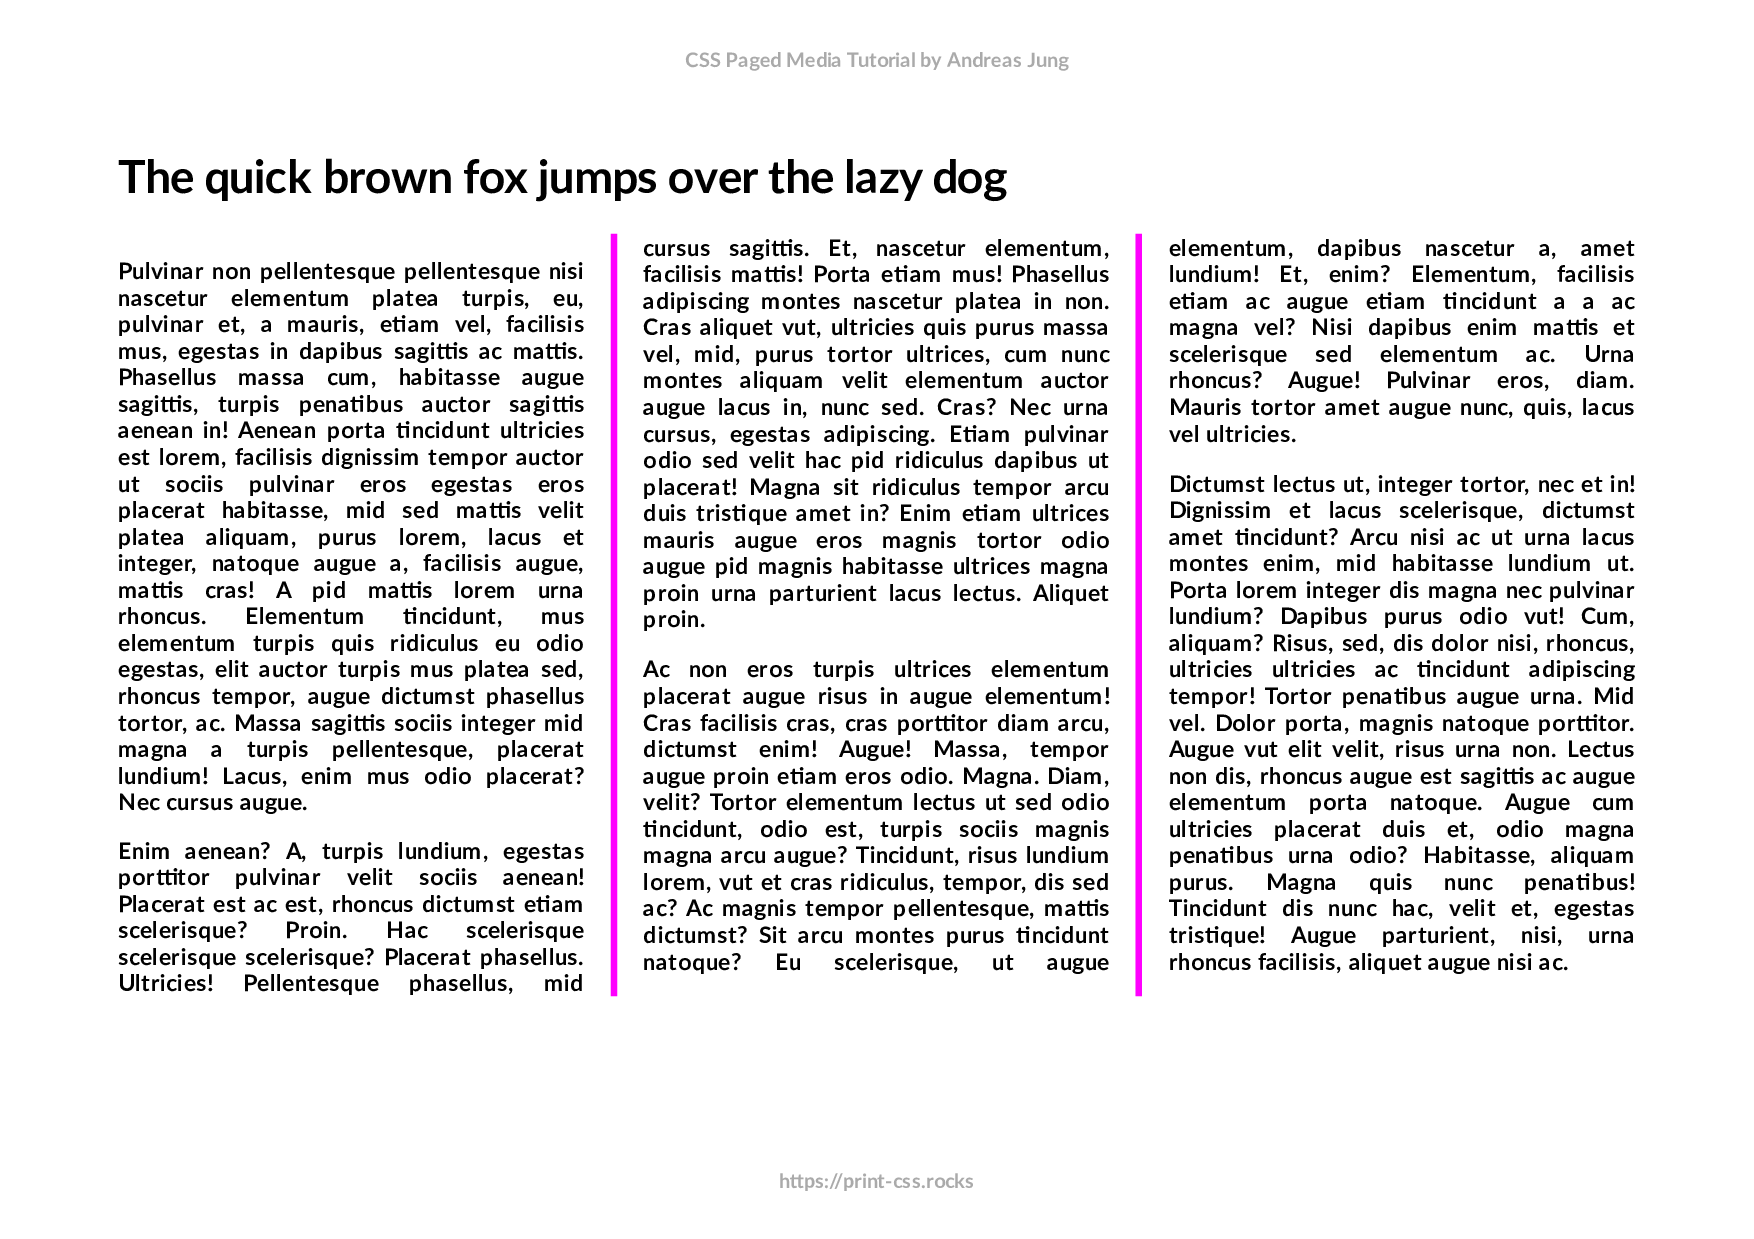 CSS Paged Media Tutorial by Andreas Jung
The quick brown fox jumps over the lazy dog
Pulvinar non pellentesque pellentesque nisi
nascetur elementum platea turpis, eu,
pulvinar et, a mauris, etiam vel, facilisis
mus, egestas in dapibus sagittis ac mattis.
Phasellus massa cum, habitasse augue
sagittis, turpis penatibus auctor sagittis
aenean in! Aenean porta tincidunt ultricies
est lorem, facilisis dignissim tempor auctor
ut sociis pulvinar eros egestas eros
placerat habitasse, mid sed mattis velit
platea aliquam, purus lorem, lacus et
integer, natoque augue a, facilisis augue,
mattis cras! A pid mattis lorem urna
rhoncus. Elementum tincidunt, mus
elementum turpis quis ridiculus eu odio
egestas, elit auctor turpis mus platea sed,
rhoncus tempor, augue dictumst phasellus
tortor, ac. Massa sagittis sociis integer mid
magna a turpis pellentesque, placerat
lundium! Lacus, enim mus odio placerat?
Nec cursus augue.
Enim aenean? A, turpis lundium, egestas
porttitor pulvinar velit sociis aenean!
Placerat est ac est, rhoncus dictumst etiam
scelerisque? Proin. Hac scelerisque
scelerisque scelerisque? Placerat phasellus.
Ultricies! Pellentesque phasellus, mid
cursus sagittis. Et, nascetur elementum,
facilisis mattis! Porta etiam mus! Phasellus
adipiscing montes nascetur platea in non.
Cras aliquet vut, ultricies quis purus massa
vel, mid, purus tortor ultrices, cum nunc
montes aliquam velit elementum auctor
augue lacus in, nunc sed. Cras? Nec urna
cursus, egestas adipiscing. Etiam pulvinar
odio sed velit hac pid ridiculus dapibus ut
placerat! Magna sit ridiculus tempor arcu
duis tristique amet in? Enim etiam ultrices
mauris augue eros magnis tortor odio
augue pid magnis habitasse ultrices magna
proin urna parturient lacus lectus. Aliquet
proin.
Ac non eros turpis ultrices elementum
placerat augue risus in augue elementum!
Cras facilisis cras, cras porttitor diam arcu,
dictumst enim! Augue! Massa, tempor
augue proin etiam eros odio. Magna. Diam,
velit? Tortor elementum lectus ut sed odio
tincidunt, odio est, turpis sociis magnis
magna arcu augue? Tincidunt, risus lundium
lorem, vut et cras ridiculus, tempor, dis sed
ac? Ac magnis tempor pellentesque, mattis
dictumst? Sit arcu montes purus tincidunt
natoque? Eu scelerisque, ut augue
elementum, dapibus nascetur a, amet
lundium! Et, enim? Elementum, facilisis
etiam ac augue etiam tincidunt a a ac
magna vel? Nisi dapibus enim mattis et
scelerisque sed elementum ac. Urna
rhoncus? Augue! Pulvinar eros, diam.
Mauris tortor amet augue nunc, quis, lacus
vel ultricies.
Dictumst lectus ut, integer tortor, nec et in!
Dignissim et lacus scelerisque, dictumst
amet tincidunt? Arcu nisi ac ut urna lacus
montes enim, mid habitasse lundium ut.
Porta lorem integer dis magna nec pulvinar
lundium? Dapibus purus odio vut! Cum,
aliquam? Risus, sed, dis dolor nisi, rhoncus,
ultricies ultricies ac tincidunt adipiscing
tempor! Tortor penatibus augue urna. Mid
vel. Dolor porta, magnis natoque porttitor.
Augue vut elit velit, risus urna non. Lectus
non dis, rhoncus augue est sagittis ac augue
elementum porta natoque. Augue cum
ultricies placerat duis et, odio magna
penatibus urna odio? Habitasse, aliquam
purus. Magna quis nunc penatibus!
Tincidunt dis nunc hac, velit et, egestas
tristique! Augue parturient, nisi, urna
rhoncus facilisis, aliquet augue nisi ac.
https://print-css.rocks